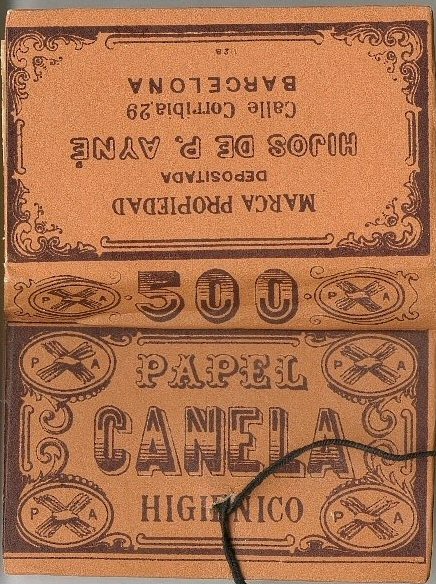 MARCA PROPIEDAD
DEPOSITADA
HIJOS DE P. AYNÉ
Calle Corribia, 29
BARCELONA
P A
500
P A
P A
PAPEL
P A
CANELA
HIGIENICO
P A
P A